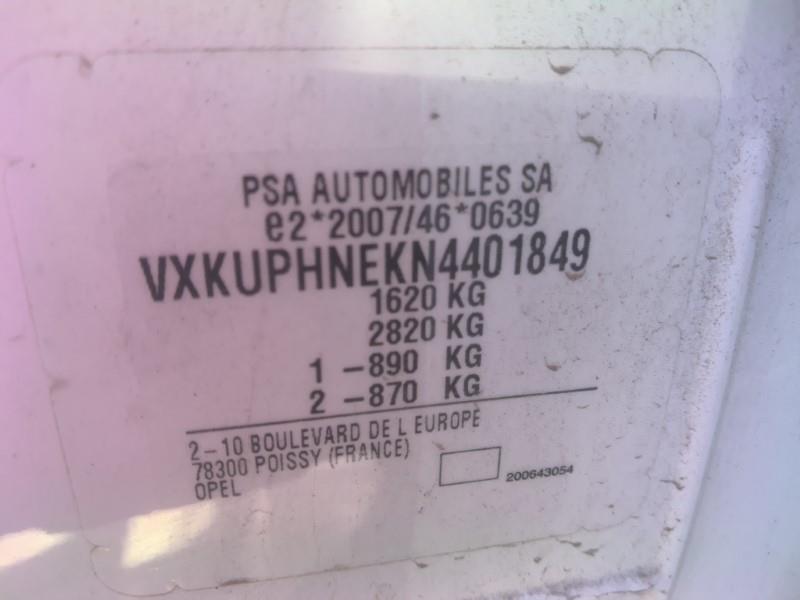 PSA AUTOMOBILES SA
e2*2007/46*0639
VXKUPHNEKN4401849
1620 KG
2820 KG
1 -890 KG
2 -870 KG
2-10 BOULEVARD DE L EUROPE
78300 POISSY (FRANCE)
OPEL
200643054